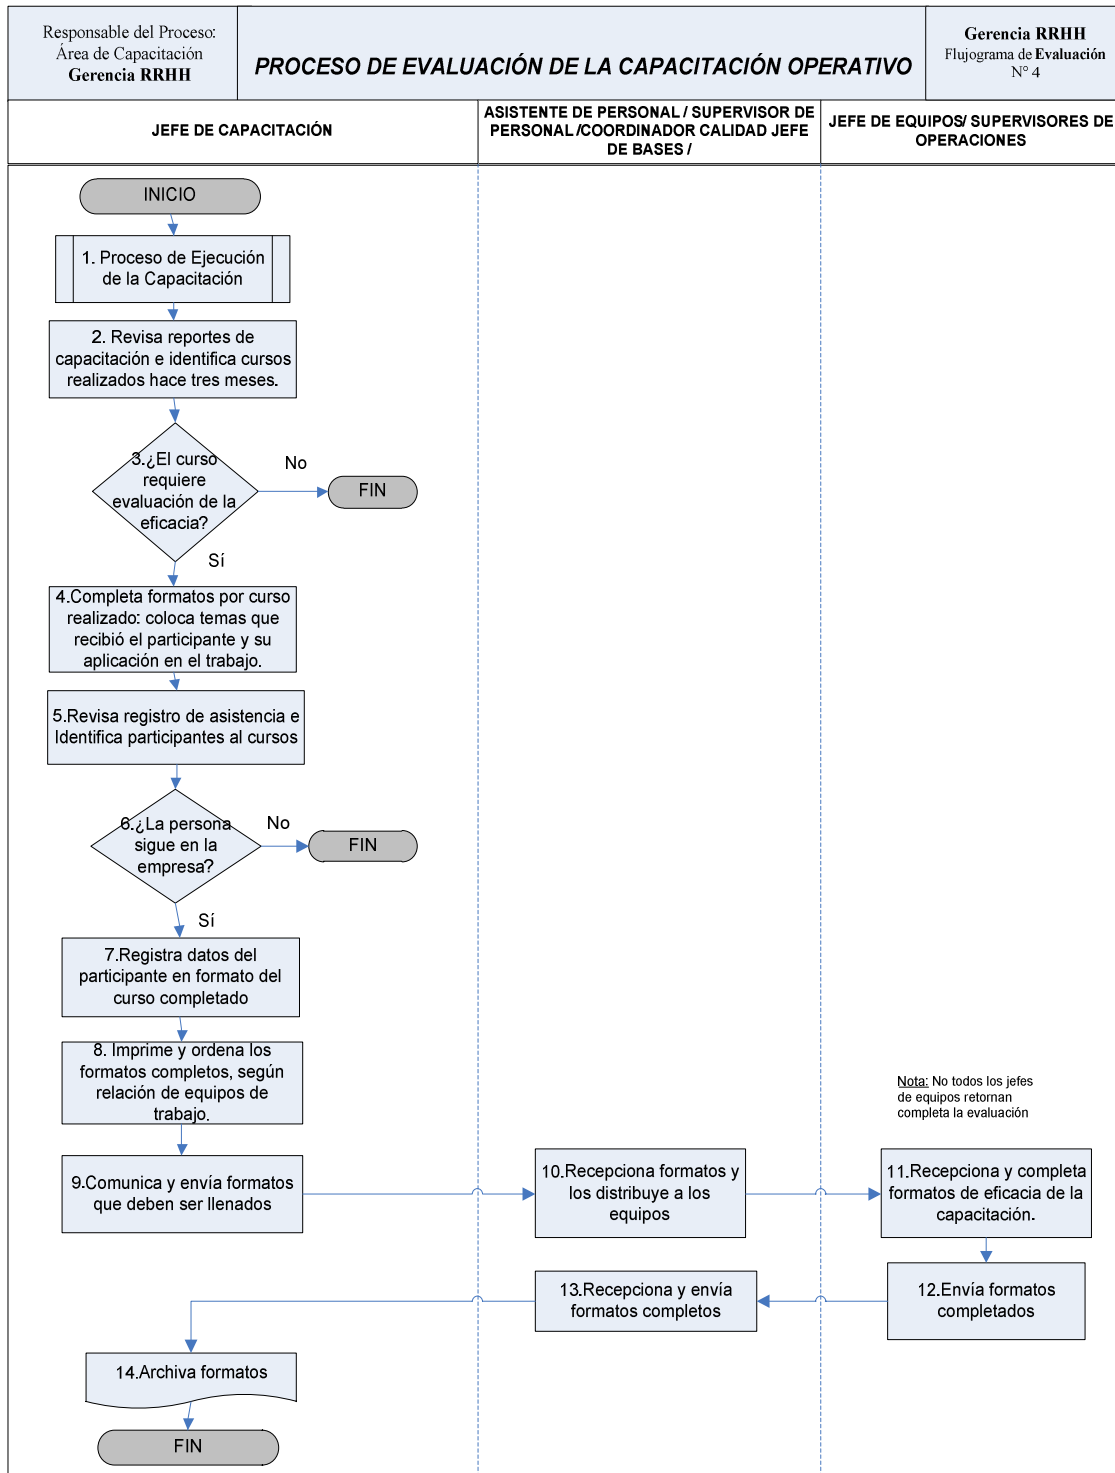 Responsable del Proceso:
Área de Capacitación
Gerencia RRHH
PROCESO DE EVALUACIÓN DE LA CAPACITACIÓN OPERATIVO
Gerencia RRHH
Flujograma de Evaluación
N° 4
JEFE DE CAPACITACIÓN
ASISTENTE DE PERSONAL / SUPERVISOR DE
PERSONAL /COORDINADOR CALIDAD JEFE
DE BASES /
JEFE DE EQUIPOS/ SUPERVISORES DE
OPERACIONES
INICIO
1. Proceso de Ejecución
de la Capacitación
2. Revisa reportes de
capacitación e identifica cursos
realizados hace tres meses.
3.¿El curso
requiere
evaluación de la
eficacia?
No
FIN
Sí
4.Completa formatos por curso
realizado: coloca temas que
recibió el participante y su
aplicación en el trabajo.
5.Revisa registro de asistencia e
Identifica participantes al cursos
6.¿La persona
sigue en la
empresa?
No
FIN
Sí
7.Registra datos del
participante en formato del
curso completado
8. Imprime y ordena los
formatos completos, según
relación de equipos de
trabajo.
Nota: No todos los jefes
de equipos retornan
completa la evaluación
9.Comunica y envía formatos
que deben ser llenados
10.Recepciona formatos y
los distribuye a los
equipos
11.Recepciona y completa
formatos de eficacia de la
capacitación.
12.Envía formatos
completados
13.Recepciona y envía
formatos completos
14.Archiva formatos
FIN